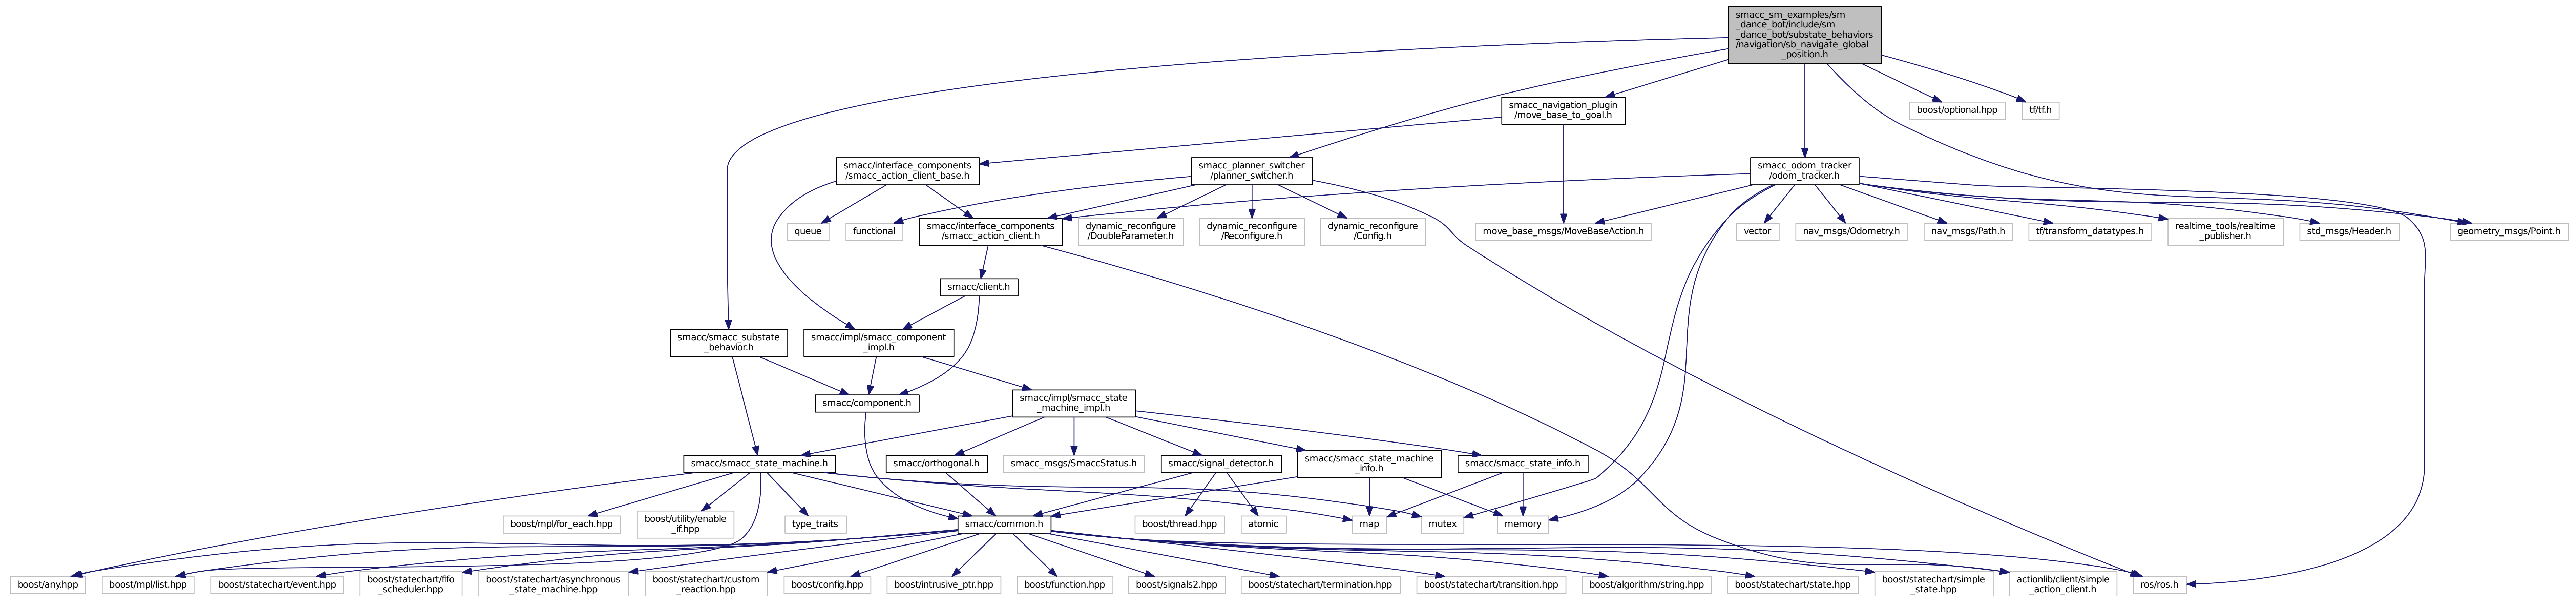 smacc_sm_examples/sm
_dance_bot/include/sm
_dance_bot/substate_behaviors
/navigation/sb_navigate_global
_position.h
smacc_navigation_plugin
/move_base_to_goal.h
boost/optional.hpp
tf/tf.h
smacc/interface_components
/smacc_action_client_base.h
smacc_planner_switcher
/planner_switcher.h
smacc_odom_tracker
/odom_tracker.h
queue
functional
smacc/interface_components
/smacc_action_client.h
dynamic_reconfigure
/DoubleParameter.h
dynamic_reconfigure
/Reconfigure.h
dynamic_reconfigure
/Config.h
move_base_msgs/MoveBaseAction.h
vector
nav_msgs/Odometry.h
nav_msgs/Path.h
tf/transform_datatypes.h
realtime_tools/realtime
_publisher.h
std_msgs/Header.h
geometry_msgs/Point.h
smacc/client.h
smacc/smacc_substate
_behavior.h
smacc/impl/smacc_component
_impl.h
smacc/component.h
smacc/impl/smacc_state
_machine_impl.h
smacc/smacc_state_machine.h
smacc/orthogonal.h
smacc_msgs/SmaccStatus.h
smacc/signal_detector.h
smacc/smacc_state_machine
_info.h
smacc/smacc_state_info.h
boost/mpl/for_each.hpp
boost/utility/enable
_if.hpp
type_traits
smacc/common.h
boost/thread.hpp
atomic
map
mutex
memory
boost/any.hpp
boost/mpl/list.hpp
boost/statechart/event.hpp
boost/statechart/fifo
_scheduler.hpp
boost/statechart/asynchronous
_state_machine.hpp
boost/statechart/custom
_reaction.hpp
boost/config.hpp
boost/intrusive_ptr.hpp
boost/function.hpp
boost/signals2.hpp
boost/statechart/termination.hpp
boost/statechart/transition.hpp
boost/algorithm/string.hpp
boost/statechart/state.hpp
boost/statechart/simple
_state.hpp
actionlib/client/simple
_action_client.h
ros/ros.h